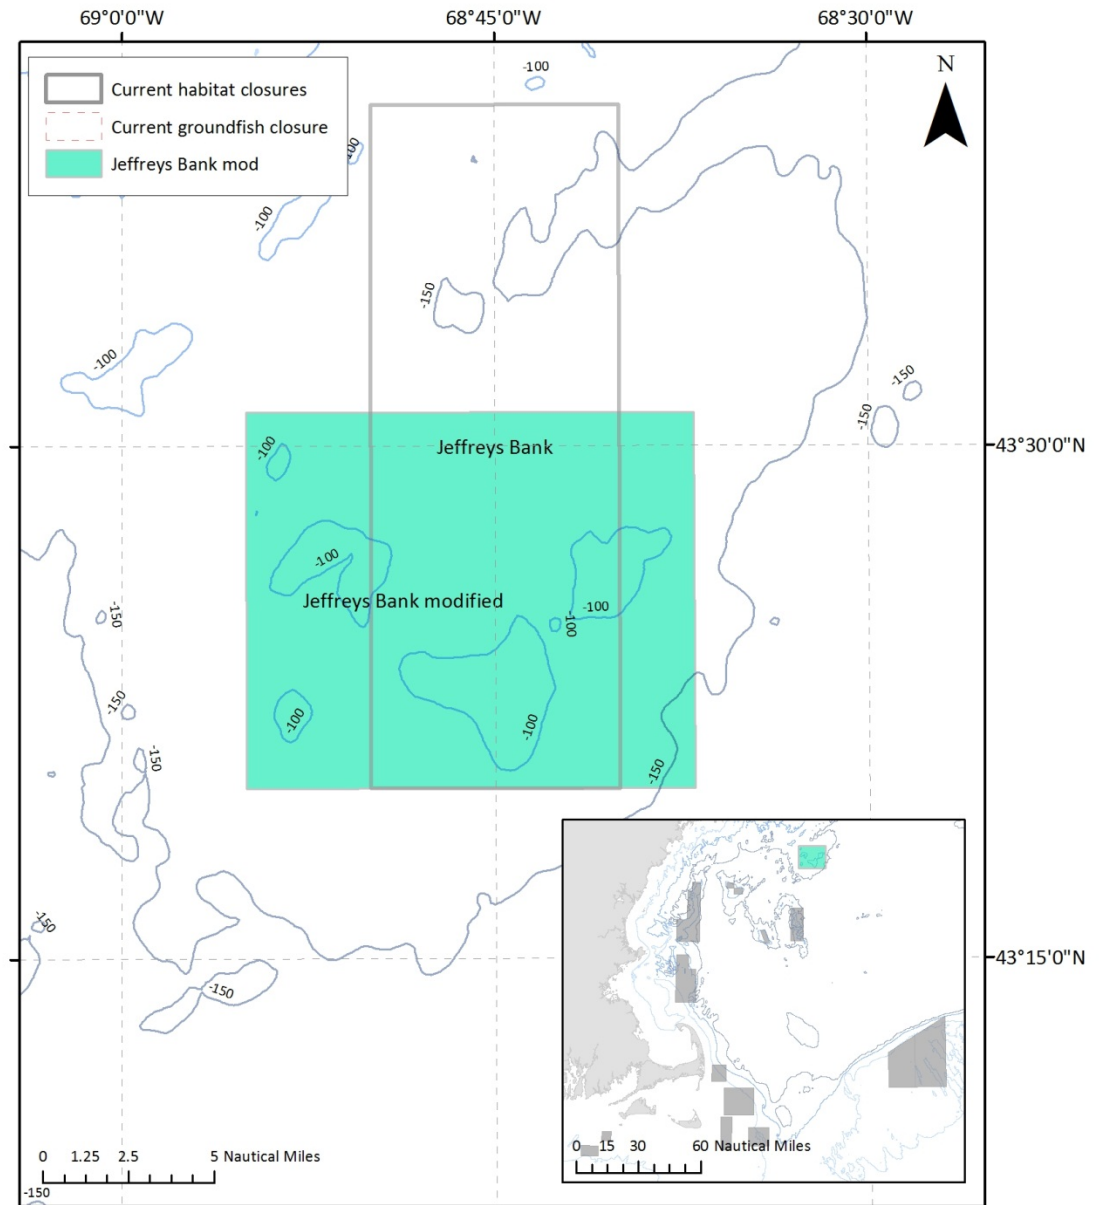 69°0'0"W 68°45'0"W 68°30'0"W
Current habitat closures
Current groundfish closure
Jeffreys Bank mod
N
-100
-100
-100
-150
-100
-150
-150
43°30'0"N
Jeffreys Bank
-100
-100
Jeffreys Bank modified
-100
-100
-150
-150
-100
-100
-150
-150
-150
43°15'0"N
-150
0 1.25 2.5 5 Nautical Miles
0 15 30 60 Nautical Miles
-150